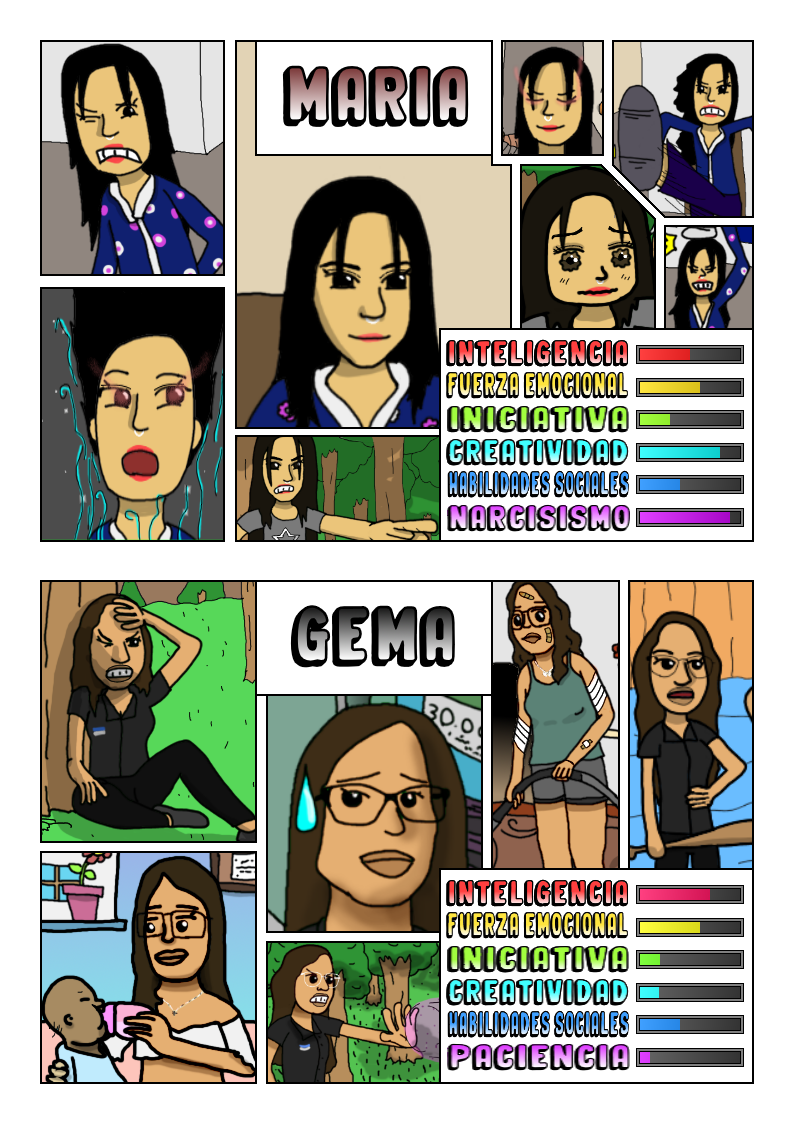 MARIA
INTELIGENCIA
FUERZA EMOCIONAL
INICIATIVA
CREATIVIDAD
HABILIDADES SOCIALES
NARCISISMO
GEMA
INTELIGENCIA
FUERZA EMOCIONAL
INICIATIVA
CREATIVIDAD
HABILIDADES SOCIALES
PACIENCIA